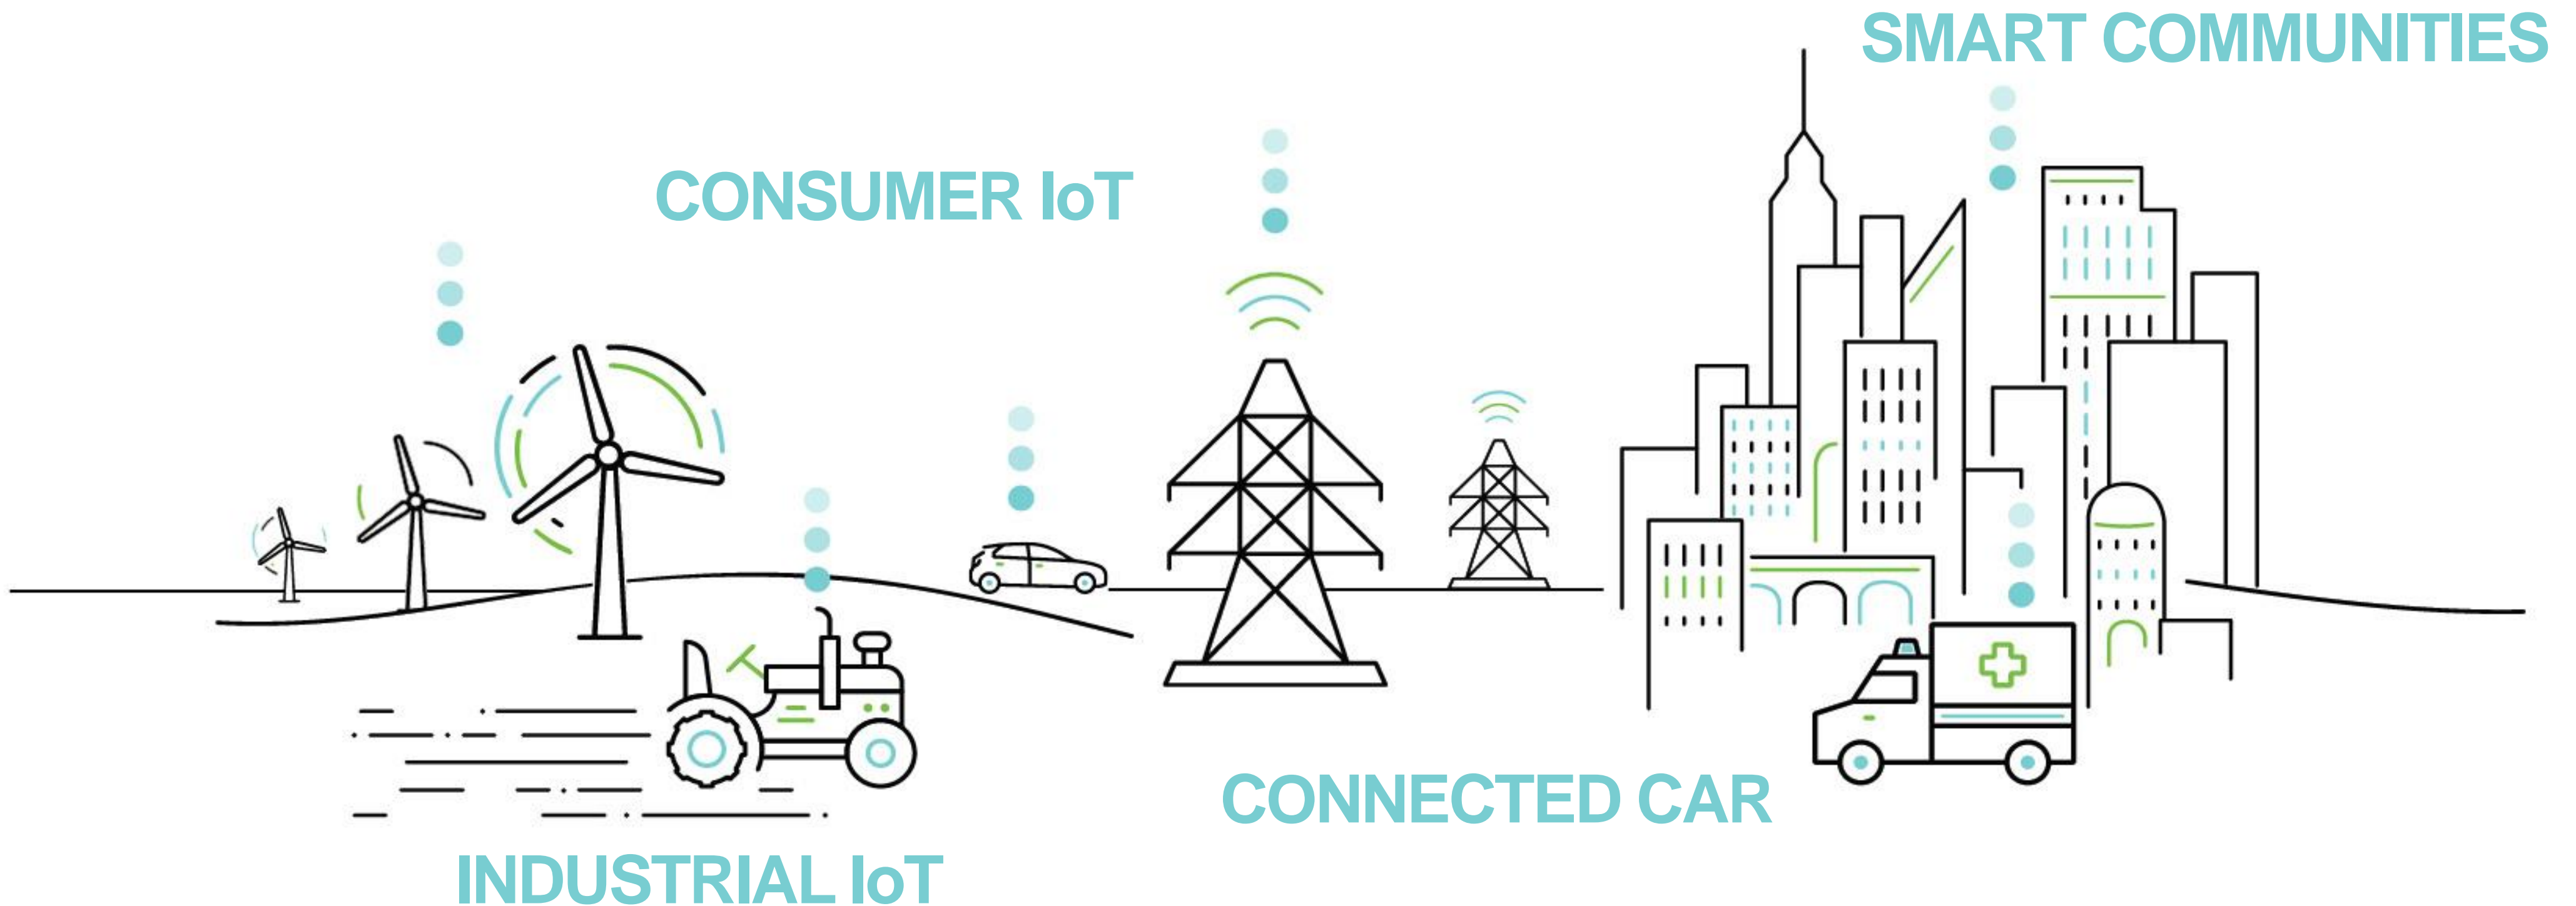 SMART COMMUNITIES
CONSUMER IoT
CONNECTED CAR
INDUSTRIAL IoT